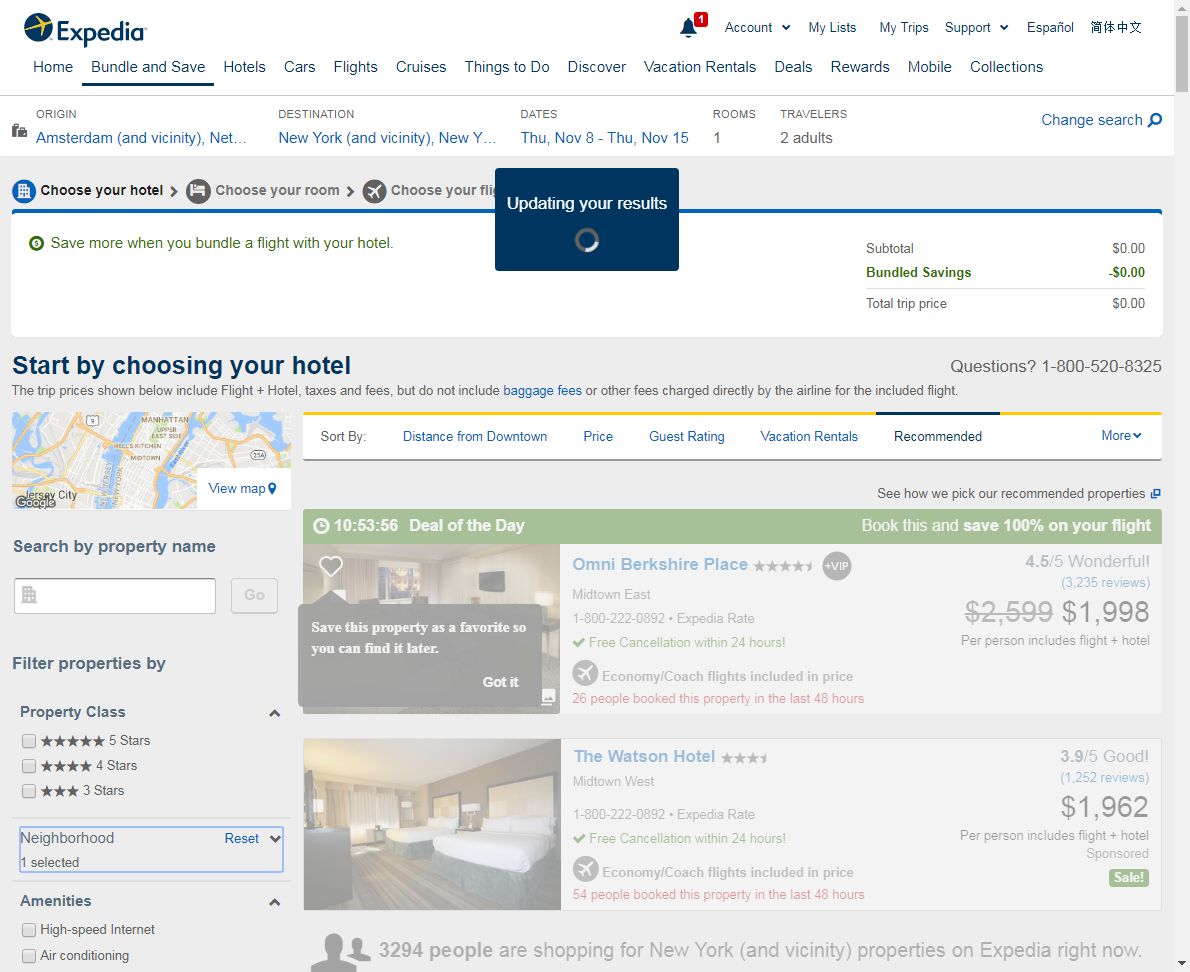 Expedia
1
Account
My Lists
My Trips
Support
Español
简体中文
Home
Bundle and Save
Hotels
Cars
Flights
Cruises
Things to Do
Discover
Vacation Rentals
Deals
Rewards
Mobile
Collections
ORIGIN
DESTINATION
DATES
ROOMS
TRAVELERS
Amsterdam (and vicinity), Net…
New York (and vicinity), New Y…
Thu, Nov 8 - Thu, Nov 15
1
2 adults
Change search
Choose your hotel
Choose your room
Choose your flig
Updating your results
Save more when you bundle a flight with your hotel.
Subtotal $0.00
Bundled Savings -$0.00
Total trip price $0.00
Start by choosing your hotel
Questions? 1-800-520-8325
The trip prices shown below include Flight + Hotel, taxes and fees, but do not include baggage fees or other fees charged directly by the airline for the included flight.
9
MANHATTAN
UPPER
EAST SIDE
HELL'S KITCHEN
MIDTOWN
East River
25A
NEW JERSEY
NEW YORK
Jersey City
Google
View map
Sort By:
Distance from Downtown
Price
Guest Rating
Vacation Rentals
Recommended
More
See how we pick our recommended properties
Search by property name
Go
Filter properties by
Property Class
5 Stars
4 Stars
3 Stars
Neighborhood
Reset
1 selected
Amenities
High-speed Internet
Air conditioning
10:53:56 Deal of the Day
Book this and save 100% on your flight
Save this property as a favorite so
you can find it later.
Got it
Omni Berkshire Place
+VIP
Midtown East
1-800-222-0892 • Expedia Rate
Free Cancellation within 24 hours!
Economy/Coach flights included in price
26 people booked this property in the last 48 hours
4.5/5 Wonderful!
(3,235 reviews)
$2,599 $1,998
Per person includes flight + hotel
The Watson Hotel
Midtown West
1-800-222-0892 • Expedia Rate
Free Cancellation within 24 hours!
Economy/Coach flights included in price
54 people booked this property in the last 48 hours
3.9/5 Good!
(1,252 reviews)
$1,962
Per person includes flight + hotel
Sponsored
Sale!
3294 people are shopping for New York (and vicinity) properties on Expedia right now.